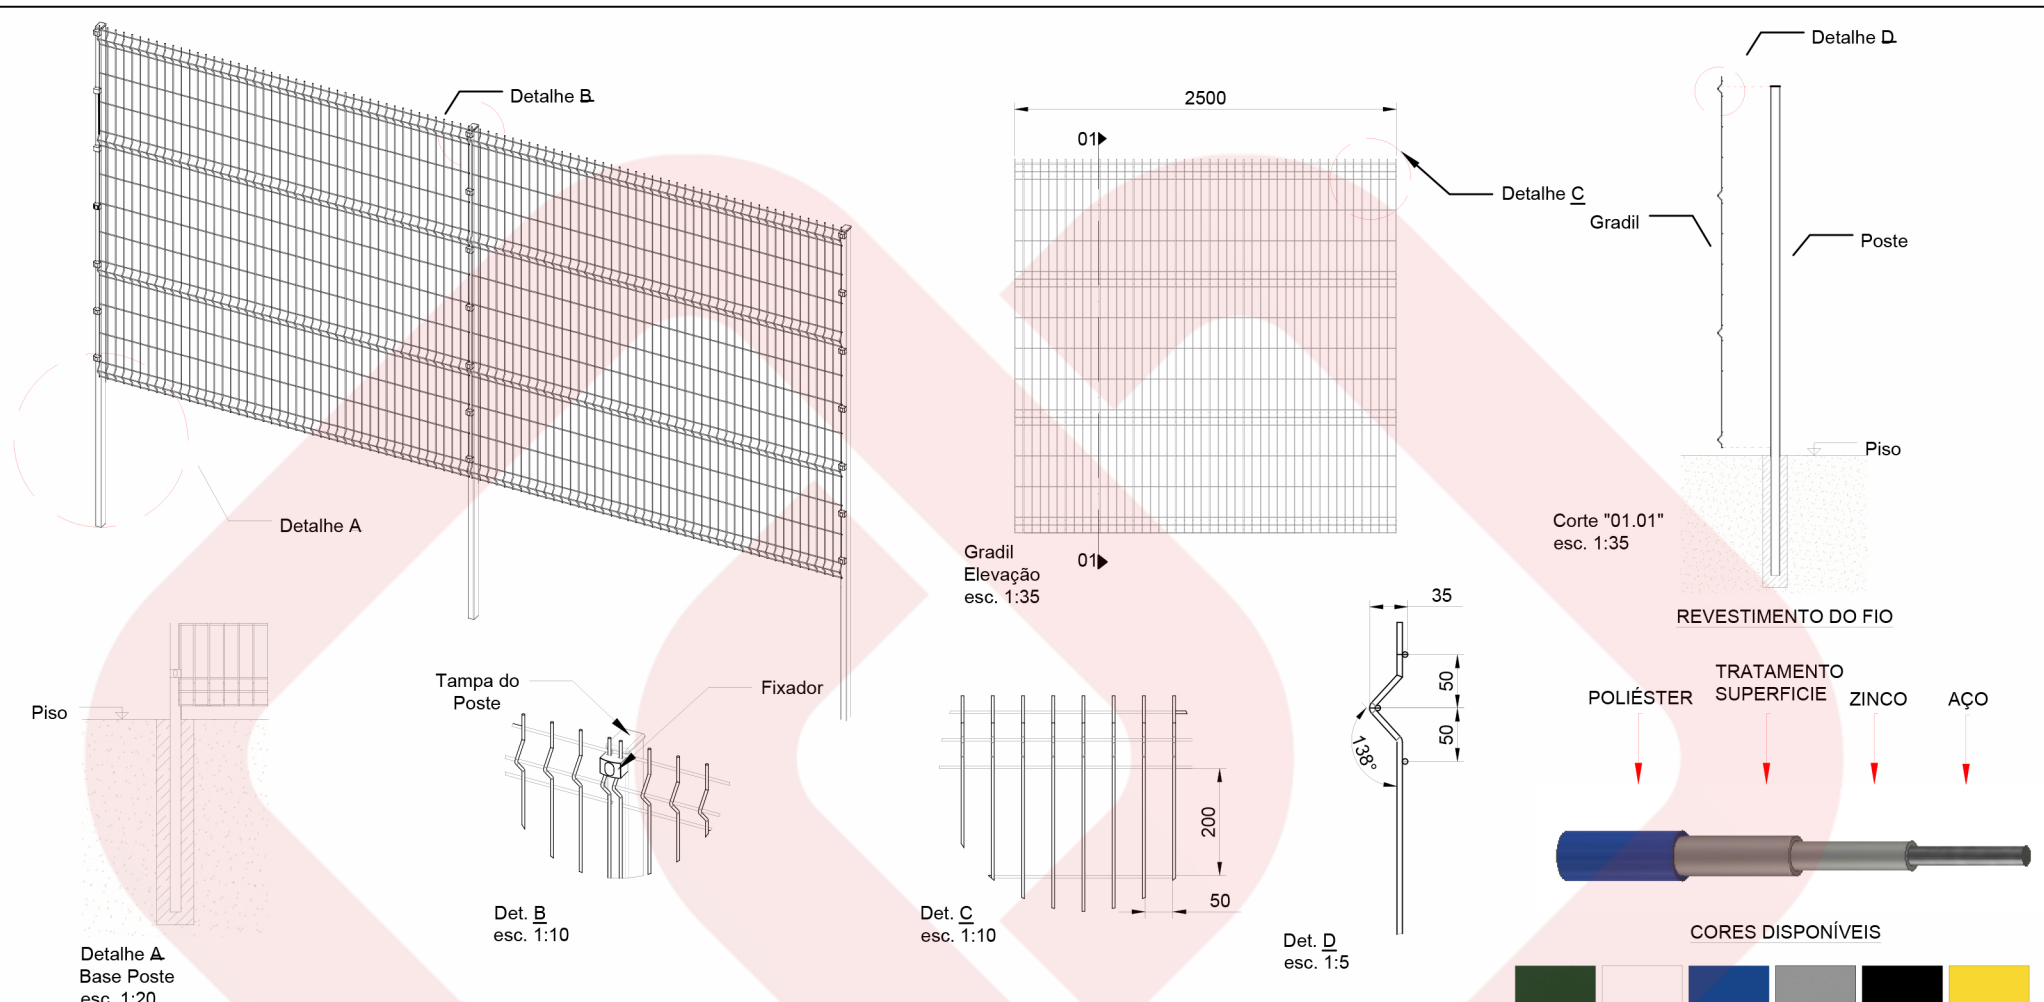 Detalhe B
Detalhe A
2500
01
01
Detalhe C
Gradil
Elevação
esc. 1:35
Detalhe D
Gradil
Poste
Piso
Corte "01.01"
esc. 1:35
Piso
Detalhe A
Base Poste
esc. 1:20
Tampa do
Poste
Fixador
Det. B
esc. 1:10
200
50
Det. C
esc. 1:10
35
50
50
138°
Det. D
esc. 1:5
REVESTIMENTO DO FIO
POLIÉSTER
TRATAMENTO
SUPERFICIE
ZINCO
AÇO
CORES DISPONÍVEIS